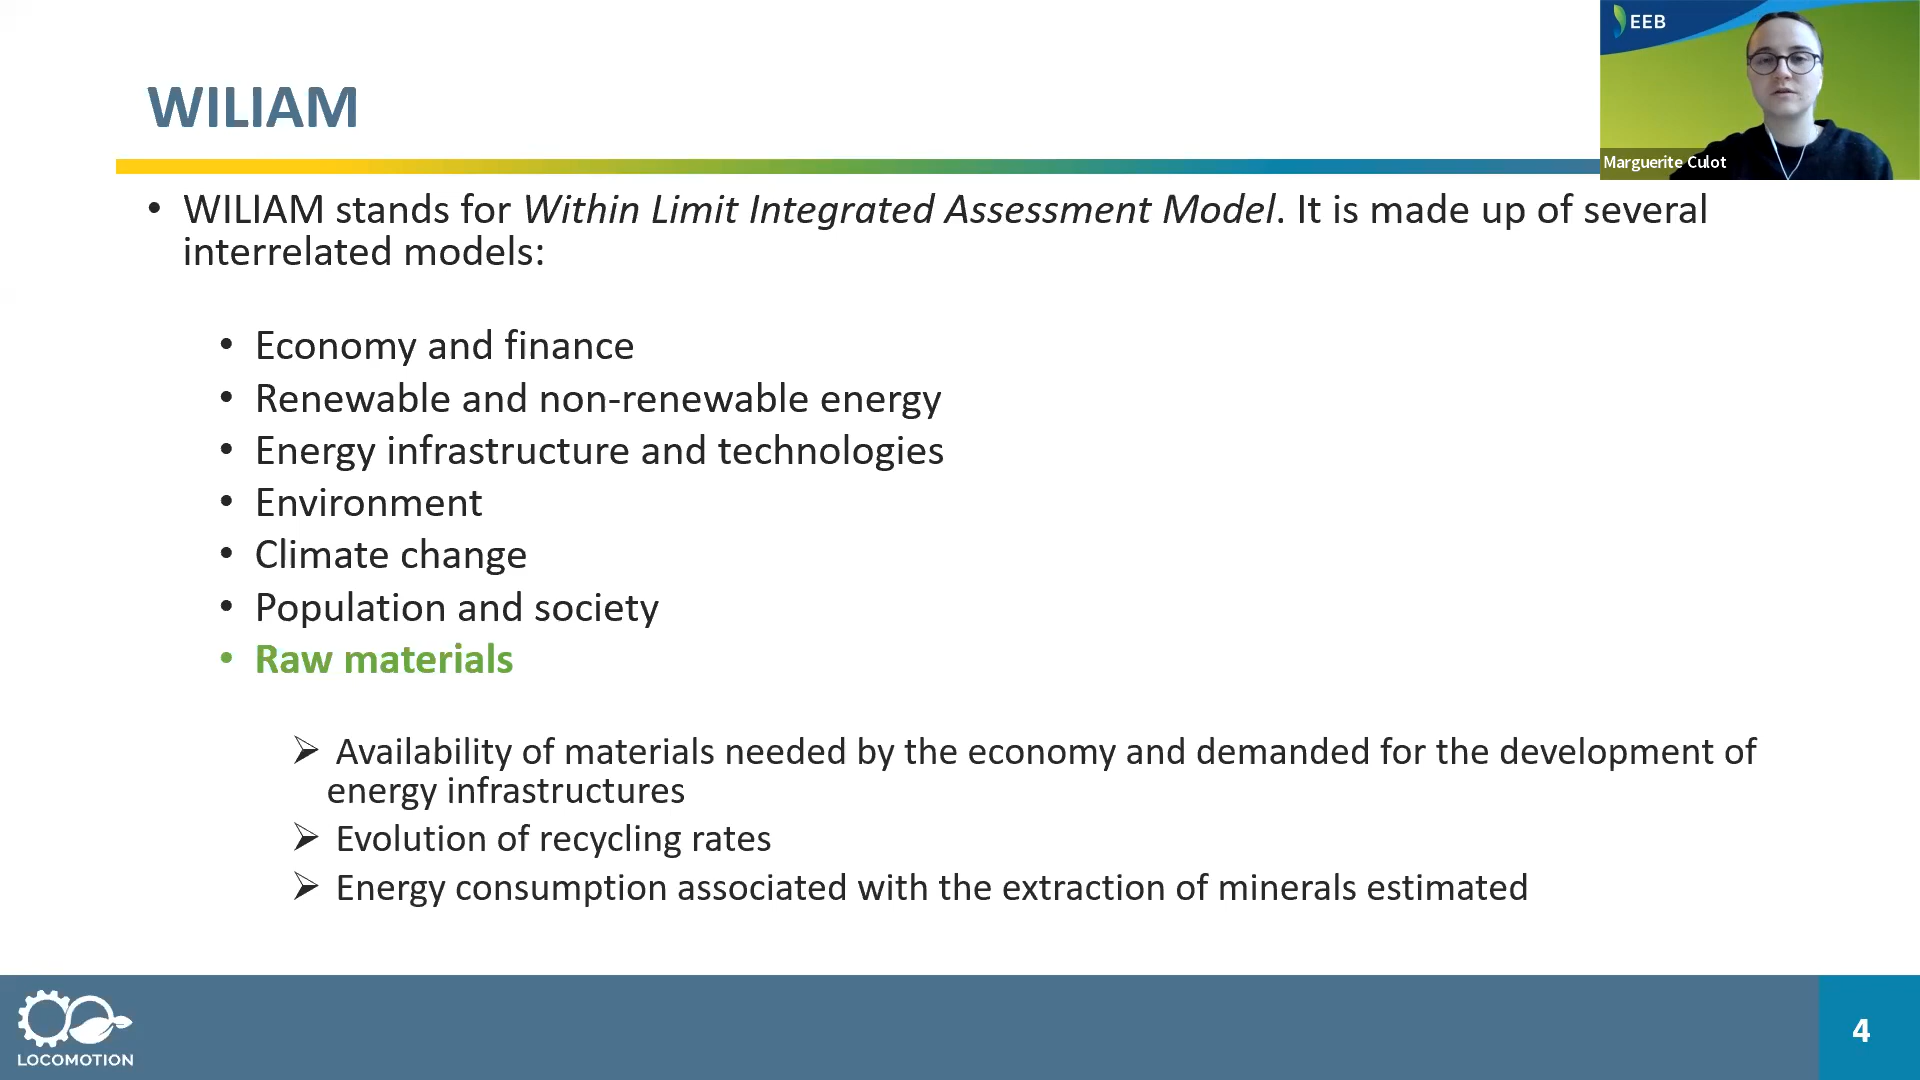 EEB
Marguerite Culot
WILIAM
• WILIAM stands for Within Limit Integrated Assessment Model. It is made up of several
interrelated models:
• Economy and finance
• Renewable and non-renewable energy
• Energy infrastructure and technologies
• Environment
• Climate change
• Population and society
• Raw materials
➢ Availability of materials needed by the economy and demanded for the development of
energy infrastructures
➢ Evolution of recycling rates
➢ Energy consumption associated with the extraction of minerals estimated
LOCOMOTION
4